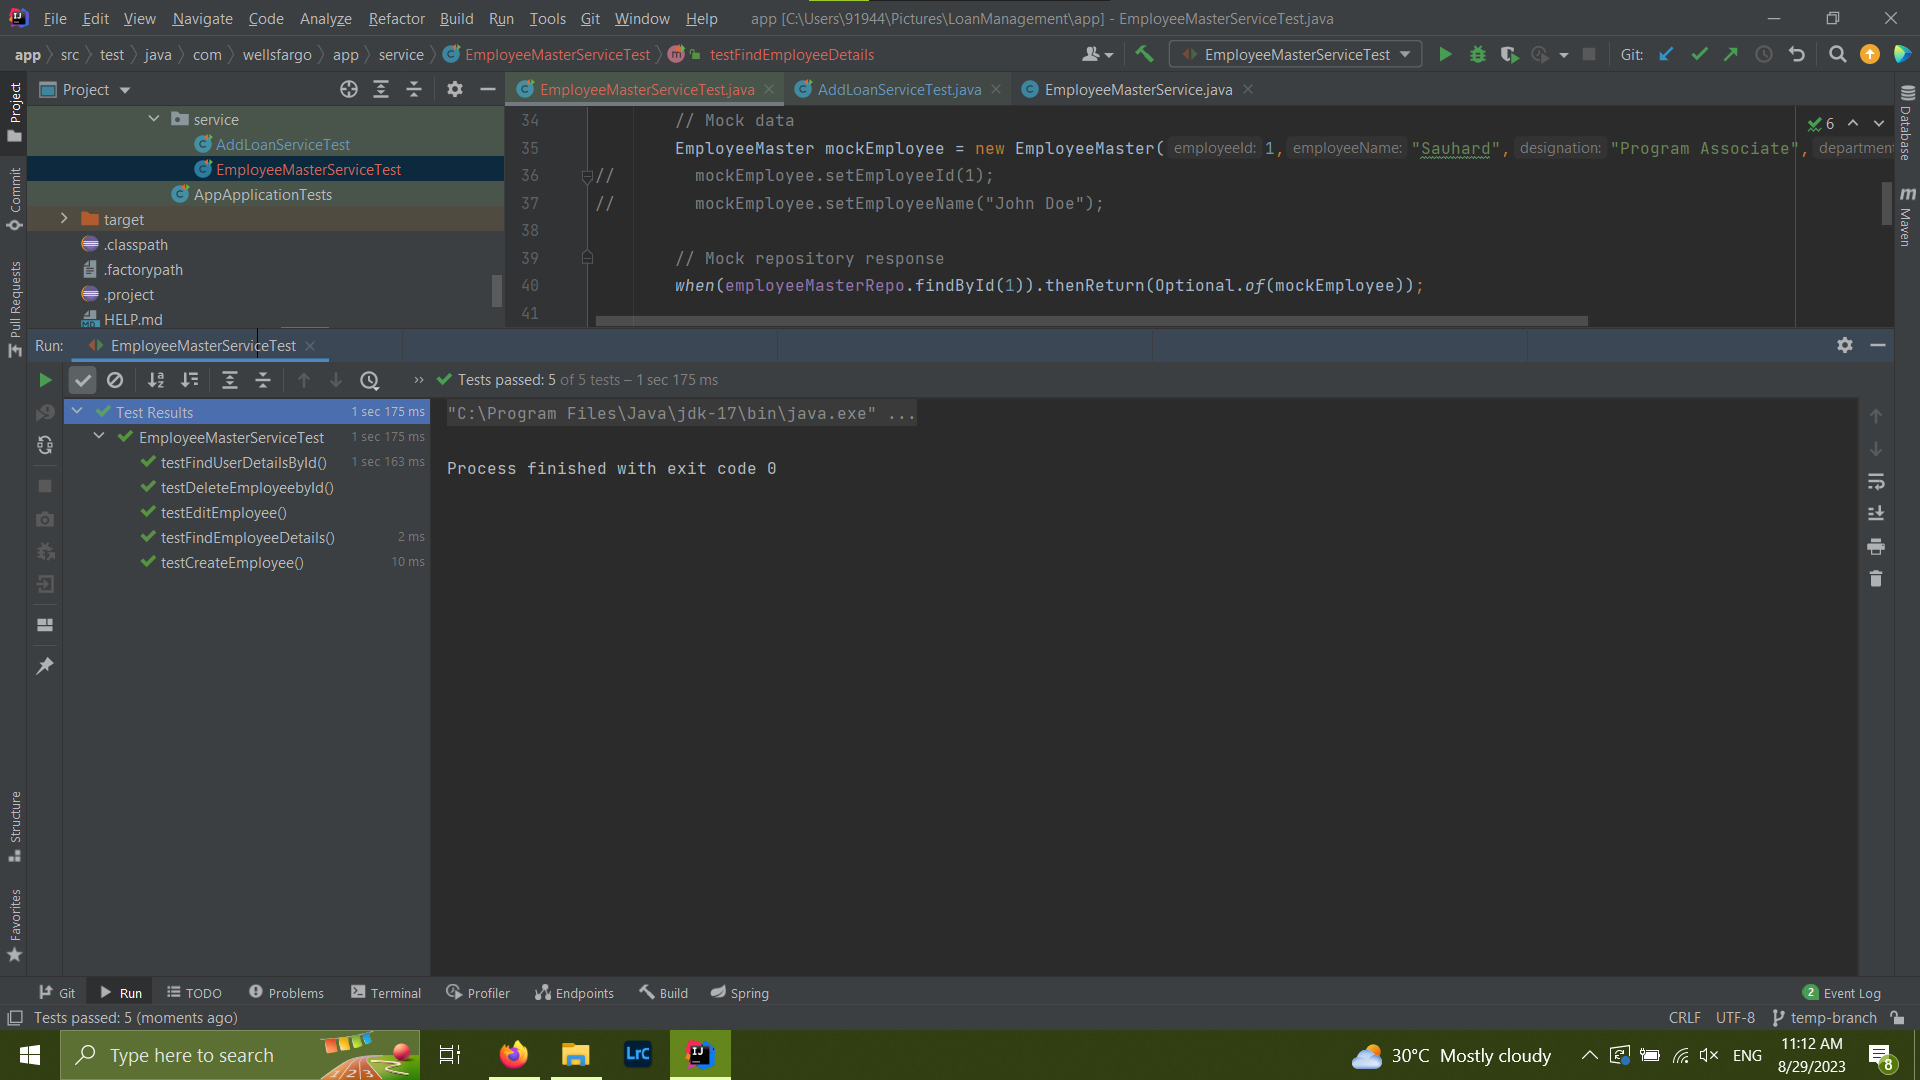 File Edit View Navigate Code Analyze Refactor Build Run Tools Git Window Help app [C:\Users\91944\Pictures\LoanManagement\app] - EmployeeMasterServiceTest.java
app src test java com wellsfargo app service EmployeeMasterServiceTest m testFindEmployeeDetails EmployeeMasterServiceTest Git:
Project EmployeeMasterServiceTest.java AddLoanServiceTest.java EmployeeMasterService.java
Project
Commit
Pull Requests
service
AddLoanServiceTest
EmployeeMasterServiceTest
AppApplicationTests
target
.classpath
.factorypath
.project
HELP.md
34 // Mock data
35 EmployeeMaster mockEmployee = new EmployeeMaster( employeeId: 1, employeeName: "Sauhard", designation: "Program Associate", department
36 // mockEmployee.setEmployeeId(1);
37 // mockEmployee.setEmployeeName("John Doe");
38
39 // Mock repository response
40 when(employeeMasterRepo.findById(1)).thenReturn(Optional.of(mockEmployee));
41
6
Database
Maven
Run: EmployeeMasterServiceTest
Tests passed: 5 of 5 tests – 1 sec 175 ms
Test Results 1 sec 175 ms
EmployeeMasterServiceTest 1 sec 175 ms
testFindUserDetailsById() 1 sec 163 ms
testDeleteEmployeebyId()
testEditEmployee()
testFindEmployeeDetails() 2 ms
testCreateEmployee() 10 ms
"C:\Program Files\Java\jdk-17\bin\java.exe" ...
Process finished with exit code 0
Structure
Favorites
Git Run TODO Problems Terminal Profiler Endpoints Build Spring 2 Event Log
Tests passed: 5 (moments ago) CRLF UTF-8 temp-branch
Type here to search LrC 30°C Mostly cloudy ENG 11:12 AM
8/29/2023 8